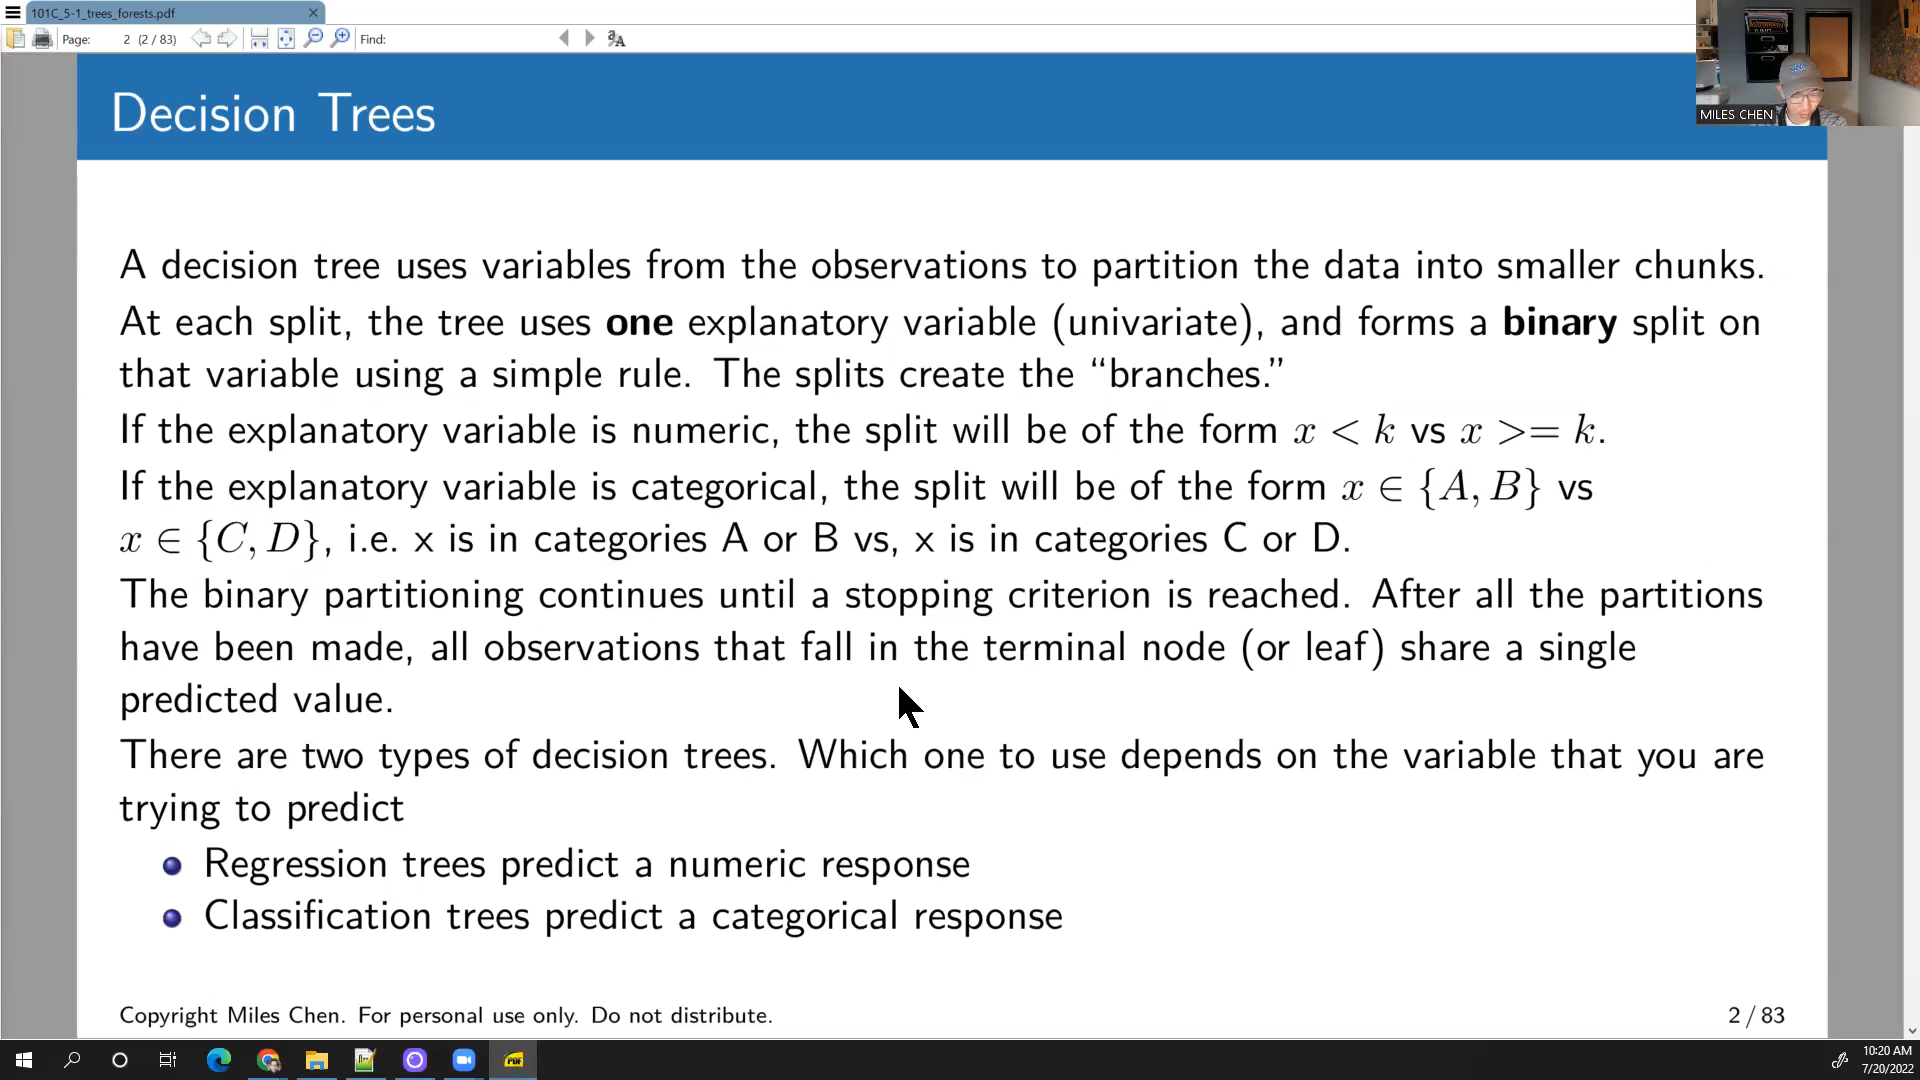 101C_5-1_trees_forests.pdf
Page: 2 (2 / 83) Find:
MILES CHEN
Decision Trees
A decision tree uses variables from the observations to partition the data into smaller chunks.
At each split, the tree uses one explanatory variable (univariate), and forms a binary split on
that variable using a simple rule. The splits create the “branches.”
If the explanatory variable is numeric, the split will be of the form x < k vs x >= k.
If the explanatory variable is categorical, the split will be of the form x ∈ {A, B} vs
x ∈ {C, D}, i.e. x is in categories A or B vs, x is in categories C or D.
The binary partitioning continues until a stopping criterion is reached. After all the partitions
have been made, all observations that fall in the terminal node (or leaf) share a single
predicted value.
There are two types of decision trees. Which one to use depends on the variable that you are
trying to predict
Regression trees predict a numeric response
Classification trees predict a categorical response
Copyright Miles Chen. For personal use only. Do not distribute.
2 / 83
10:20 AM
7/20/2022